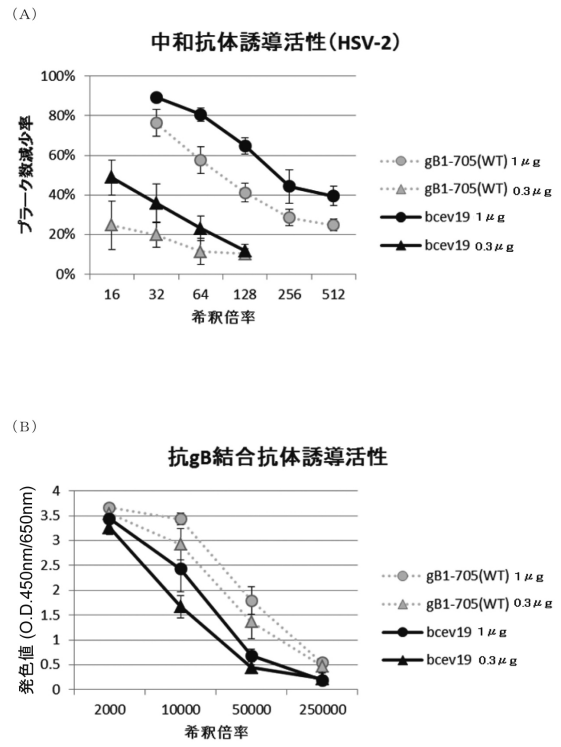 (A)
中和抗体誘導活性(HSV-2)
プラーク数減少率
100%
80%
60%
40%
20%
0%
16 32 64 128 256 512
希釈倍率
gB1-705(WT) 1μg
gB1-705(WT) 0.3μg
bcev19 1μg
bcev19 0.3μg
(B)
抗gB結合抗体誘導活性
発色値 (O.D.450nm/650nm)
4
3.5
3
2.5
2
1.5
1
0.5
0
2000 10000 50000 250000
希釈倍率
gB1-705(WT) 1μg
gB1-705(WT) 0.3μg
bcev19 1μg
bcev19 0.3μg